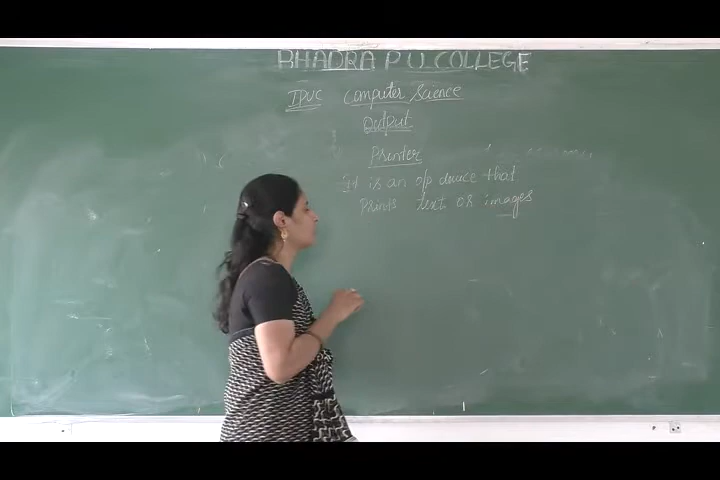 BHADRA P U COLLEGE
IPUC Computer Science
Output
Printer
It is an o/p device that
prints text or images